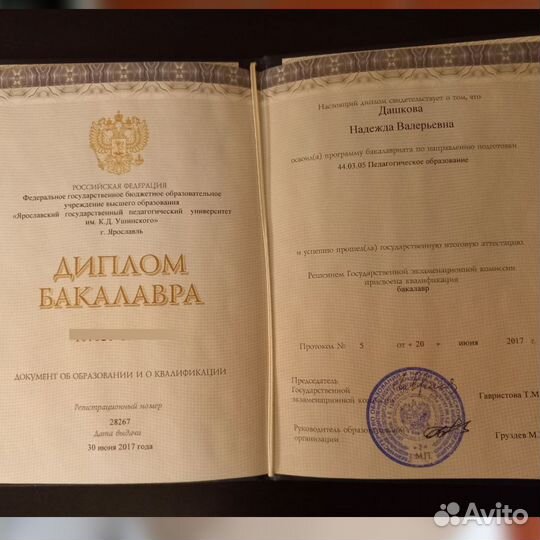 РОССИЙСКАЯ ФЕДЕРАЦИЯ
Федеральное государственное бюджетное образовательное
учреждение высшего образования
«Ярославский государственный педагогический университет
им. К.Д. Ушинского»
г. Ярославль
ДИПЛОМ
БАКАЛАВРА
ДОКУМЕНТ ОБ ОБРАЗОВАНИИ И О КВАЛИФИКАЦИИ
Регистрационный номер
28267
Дата выдачи
30 июня 2017 года
Настоящий диплом свидетельствует о том, что
Дашкова
Надежда Валерьевна
освоил(а) программу бакалавриата по направлению подготовки
44.03.05 Педагогическое образование
и успешно прошел(ла) государственную итоговую аттестацию
Решением Государственной экзаменационной комиссии
присвоена квалификация
бакалавр
Протокол № 5 от « 20 » июня 2017 г.
Председатель
Государственной
экзаменационной
Гавристова Т.М
Руководитель
организации
Груздев М.
М.П.
Avito